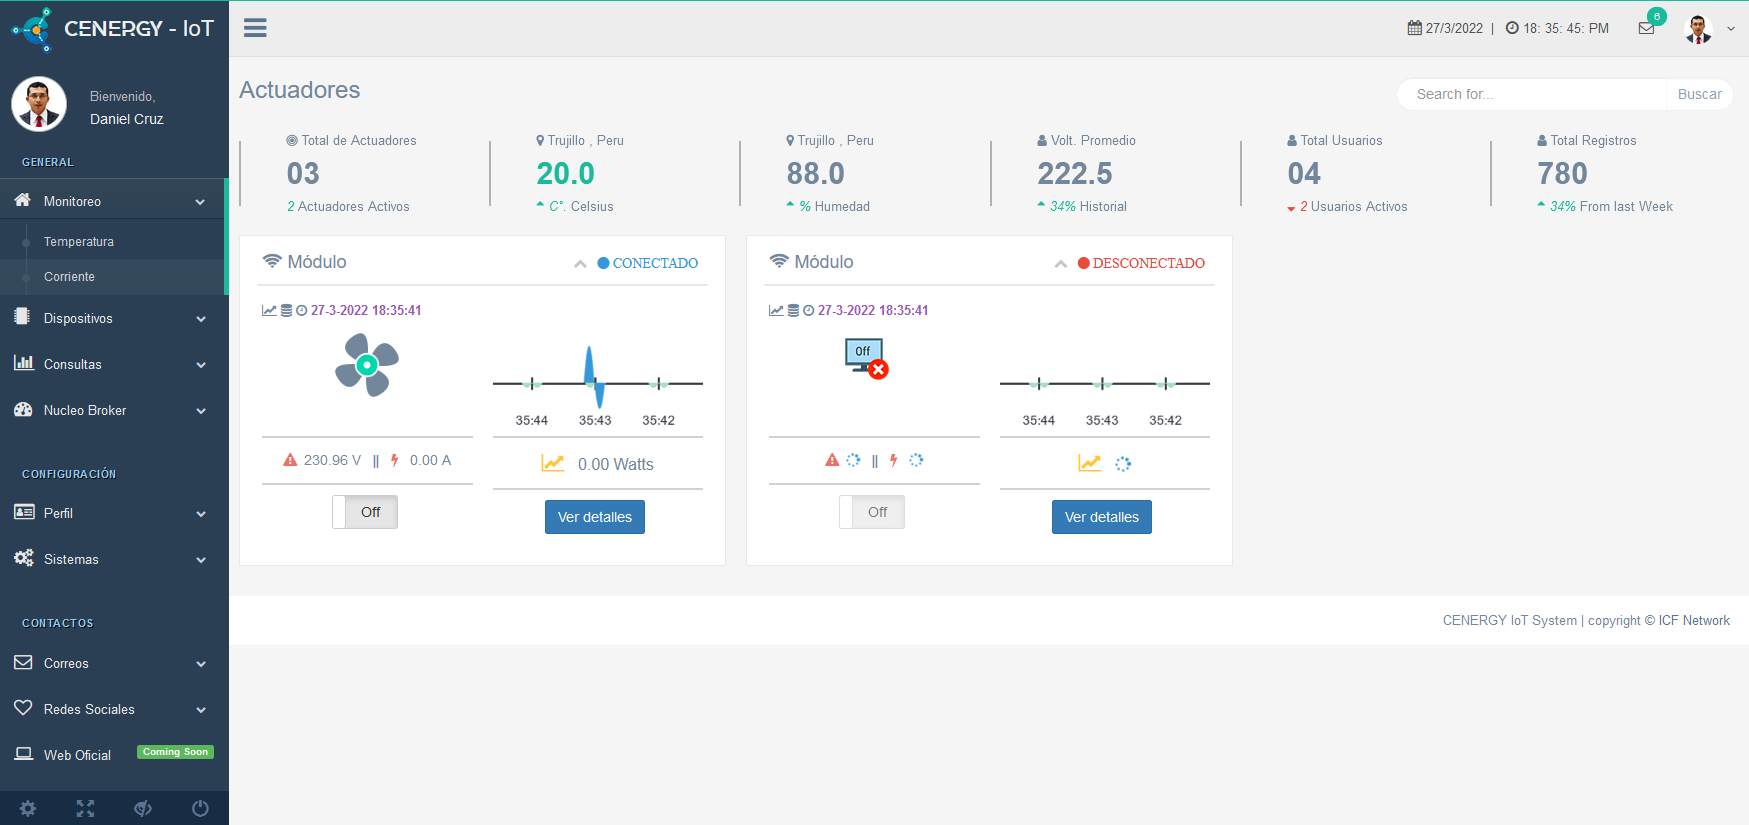 CENERGY - IoT
27/3/2022 | 18: 35: 45: PM
6
Bienvenido,
Daniel Cruz
GENERAL
Monitoreo
Temperatura
Corriente
Dispositivos
Consultas
Nucleo Broker
CONFIGURACIÓN
Perfil
Sistemas
CONTACTOS
Correos
Redes Sociales
Web Oficial
Coming Soon
Actuadores
Search for...
Buscar
Total de Actuadores
03
2 Actuadores Activos
Trujillo , Peru
20.0
C°. Celsius
Trujillo , Peru
88.0
% Humedad
Volt. Promedio
222.5
34% Historial
Total Usuarios
04
2 Usuarios Activos
Total Registros
780
34% From last Week
Módulo
CONECTADO
27-3-2022 18:35:41
35:44 35:43 35:42
230.96 V || 0.00 A
0.00 Watts
Off
Ver detalles
Módulo
DESCONECTADO
27-3-2022 18:35:41
Off
35:44 35:43 35:42
||
Off
Ver detalles
CENERGY IoT System | copyright © ICF Network